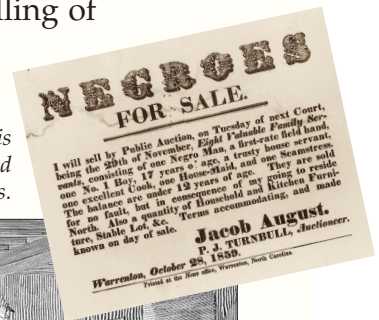 lling of
is
d
s.
NEGROES
FOR SALE.
I will sell by Public Auction, on Tuesday of next Court,
being the 29th of November, Eight Valuable Family Ser-
vants, consisting of one Negro Man, a first-rate field hand,
one No. 1 Boy, 17 years o' age, a trusty house servant,
one excellent Cook, one House-Maid, and one Seamstress.
The balance are under 12 years of age. They are sold
for no fault, but in consequence of my going to reside
North. Also a quantity of Household and Kitchen Furni-
ture, Stable Lot, &c. Terms accommodating, and made
known on day of sale.
Jacob August.
P. J. TURNBULL, Auctioneer.
Warrenton, October 28, 1859.
Printed at the News office, Warrenton, North Carolina.